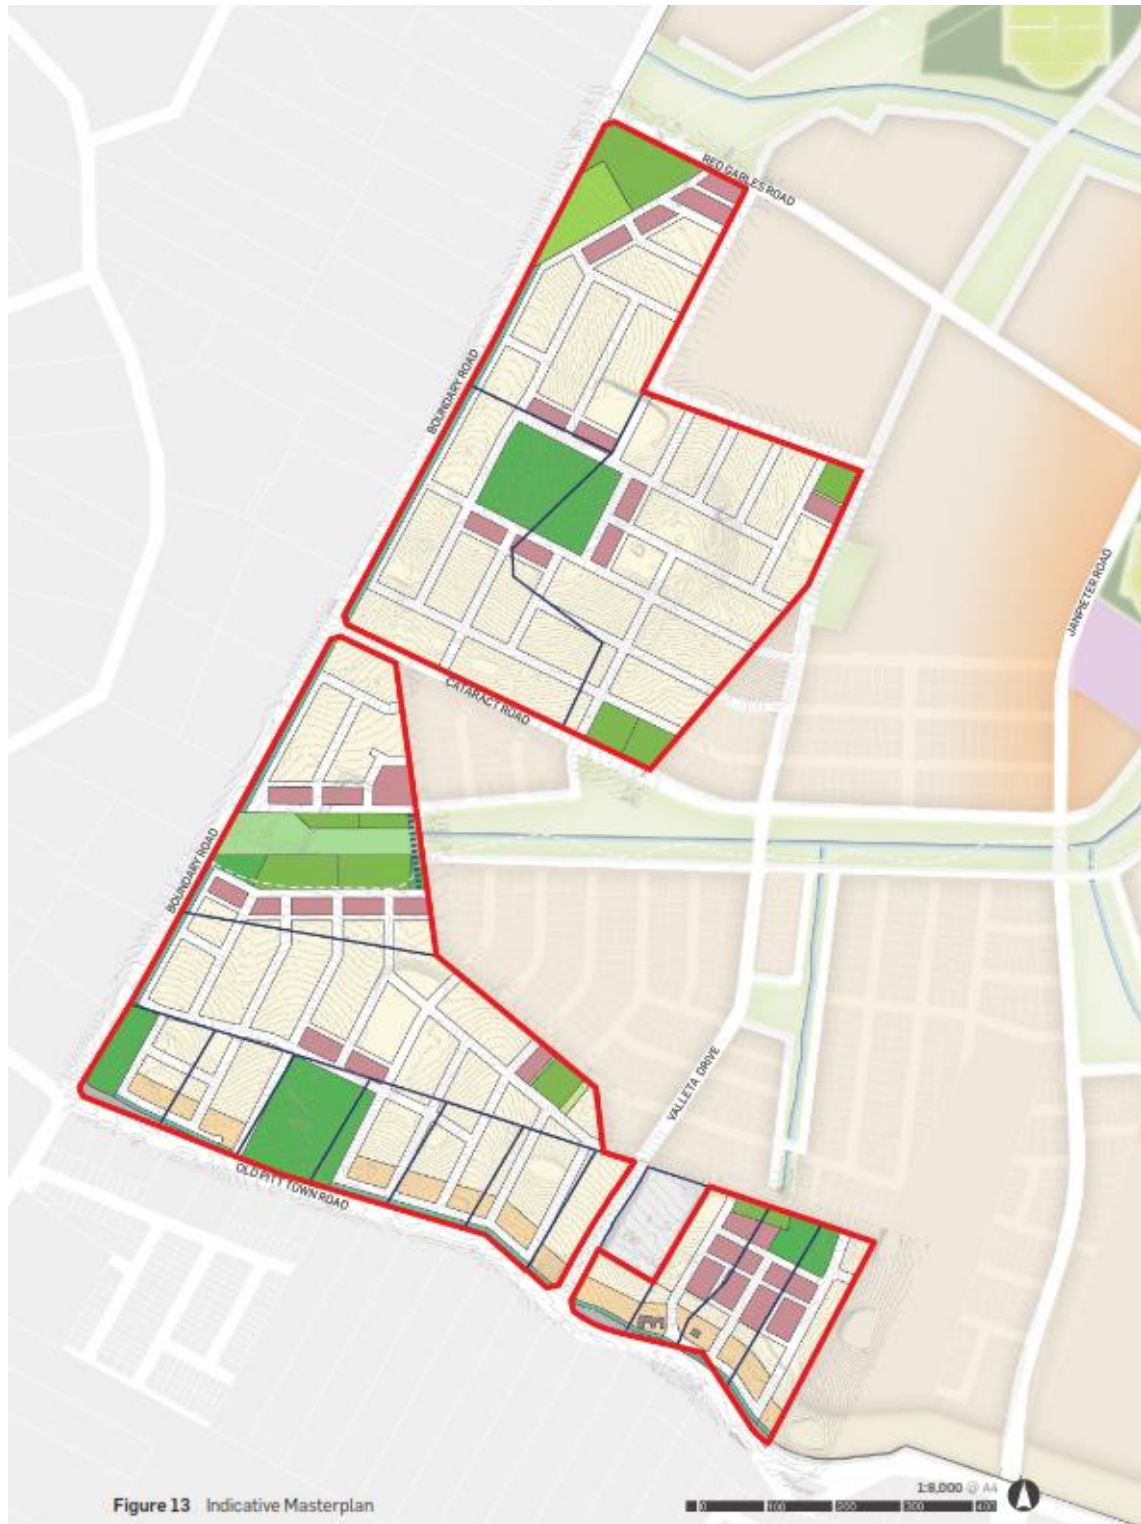 RED GABLES ROAD
BOUNDARY ROAD
JANPIETER ROAD
CATARACT ROAD
BOUNDARY ROAD
VALLETA DRIVE
OLD PITT TOWN ROAD
1:8,000 @ A4
Figure 13 Indicative Masterplan
0 100 200 300 400